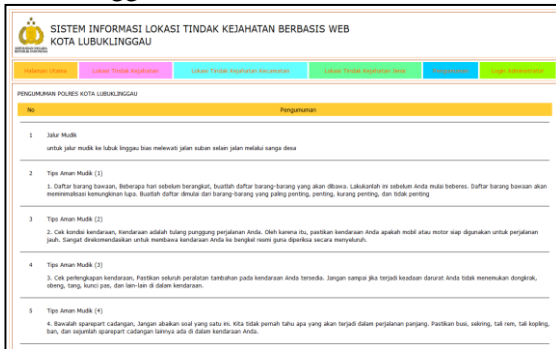 SISTEM INFORMASI LOKASI TINDAK KEJAHATAN BERBASIS WEB
KOTA LUBUKLINGGAU
Halaman Utama Lokasi Tindak Kejahatan Lokasi Tindak Kejahatan Kecamatan Lokasi Tindak Kejahatan Jenis Pengumuman Login Administrator
PENGUMUMAN POLRES KOTA LUBUKLINGGAU
No Pengumuman
1 Jalur Mudik
untuk jalur mudik ke lubuk linggau bias melewati jalan suban selain jalan melalui sanga desa
2 Tips Aman Mudik (1)
1. Daftar barang bawaan, Beberapa hari sebelum berangkat, buatlah daftar barang-barang yang akan dibawa. Lakukanlah ini sebelum Anda mulai beberes. Daftar barang bawaan akan
meminimalisasi kemungkinan lupa. Buatlah daftar dimulai dari barang-barang yang paling penting, penting, kurang penting, dan tidak penting
3 Tips Aman Mudik (2)
2. Cek kondisi kendaraan, Kendaraan adalah tulang punggung perjalanan Anda. Oleh karena itu, pastikan kendaraan Anda apakah mobil atau motor siap digunakan untuk perjalanan
jauh. Sangat direkomendasikan untuk membawa kendaraan Anda ke bengkel resmi guna diperiksa secara menyeluruh.
4 Tips Aman Mudik (3)
3. Cek perlengkapan kendaraan, Pastikan seluruh peralatan tambahan pada kendaraan Anda tersedia. Jangan sampai jika terjadi keadaan darurat Anda tidak menemukan dongkrak,
obeng, tang, kunci pas, dan lain-lain di dalam kendaraan.
5 Tips Aman Mudik (4)
4. Bawalah sparepart cadangan, Jangan abaikan soal yang satu ini. Kita tidak pernah tahu apa yang akan terjadi dalam perjalanan panjang. Pastikan busi, sekring, tali rem, tali kopling,
ban, dan sejumlah sparepart cadangan lainnya ada di dalam kendaraan Anda.